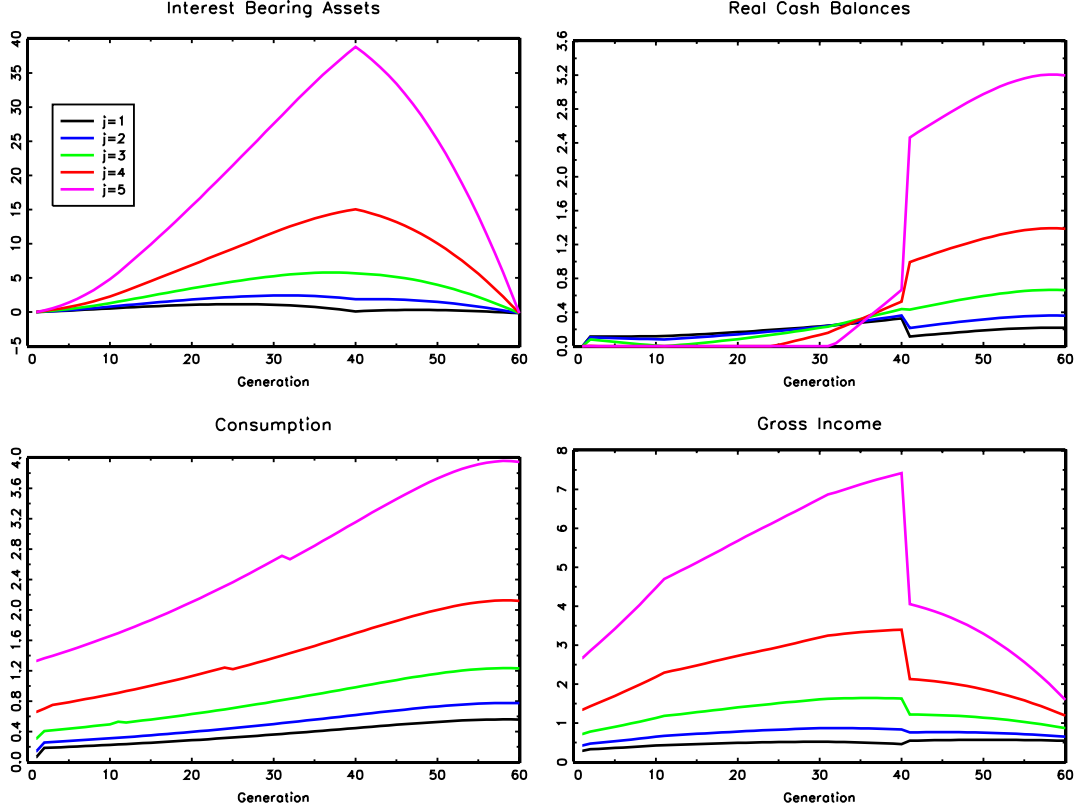 Interest Bearing Assets
40
35
30
25
20
15
10
5
0
-5
j=1
j=2
j=3
j=4
j=5
0 10 20 30 40 50 60
Generation
Real Cash Balances
3.6
3.2
2.8
2.4
2.0
1.6
1.2
0.8
0.4
0.0
0 10 20 30 40 50 60
Generation
Consumption
4.0
3.6
3.2
2.8
2.4
2.0
1.6
1.2
0.8
0.4
0.0
0 10 20 30 40 50 60
Generation
Gross Income
8
7
6
5
4
3
2
1
0
0 10 20 30 40 50 60
Generation